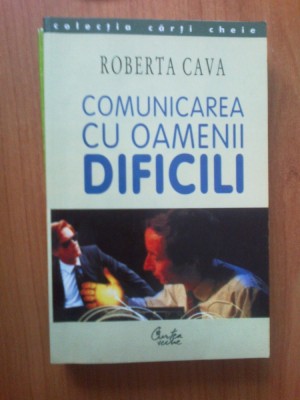 colecția cărți cheie
ROBERTA CAVA
COMUNICAREA
CU OAMENII
DIFICILI
Curtea
veche